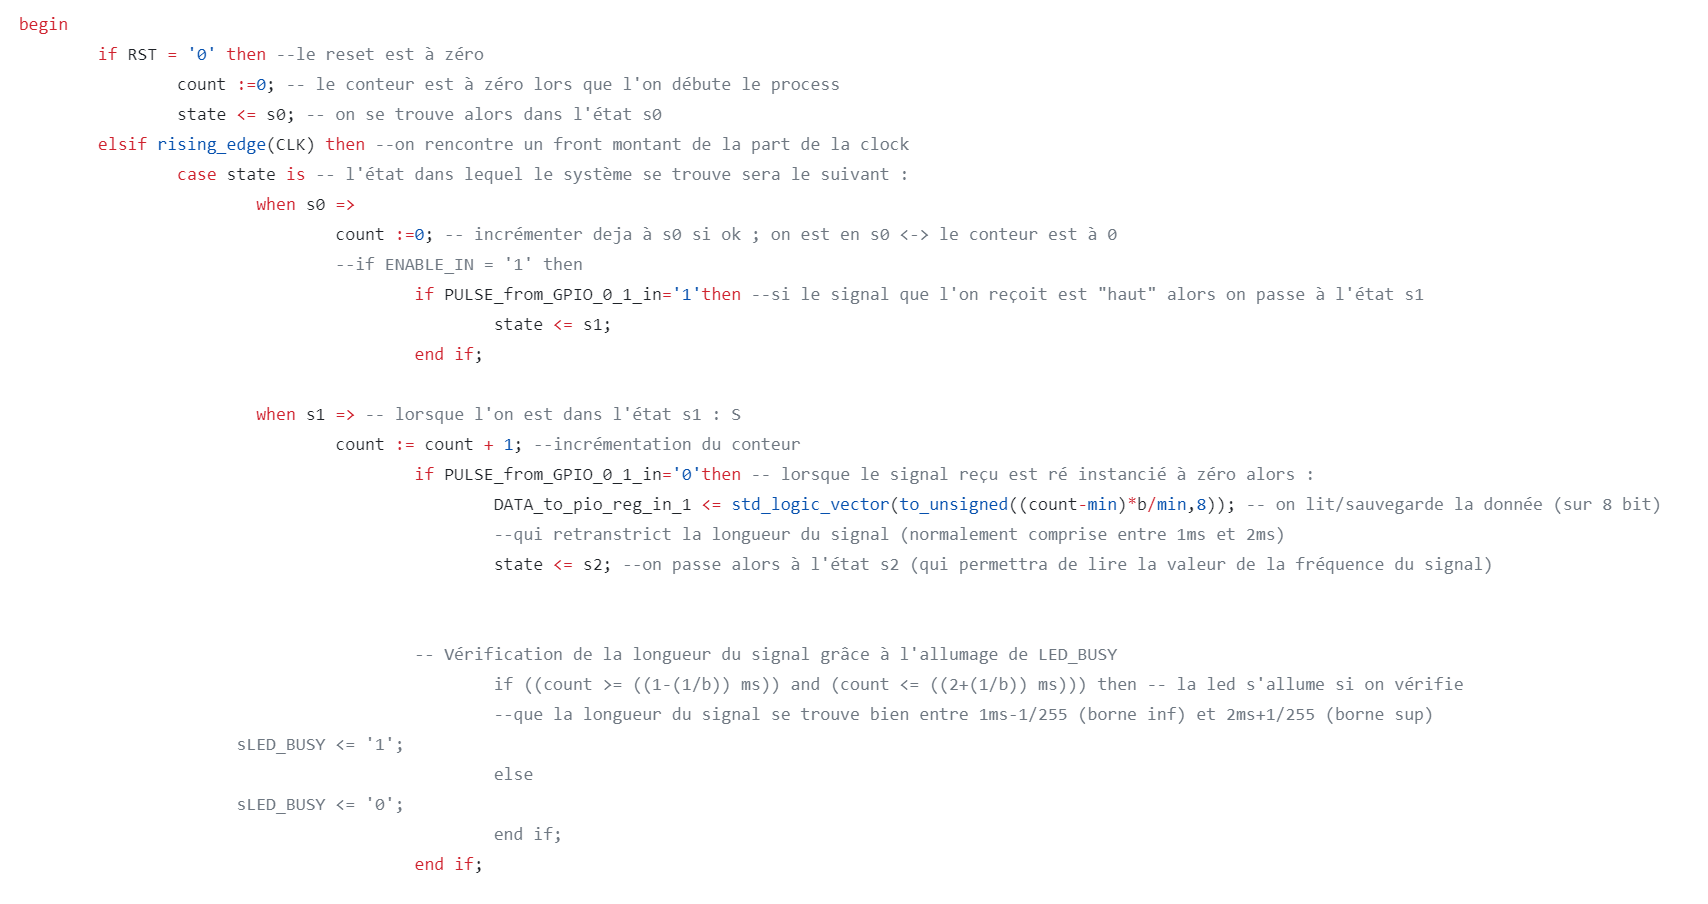 begin
if RST = '0' then --le reset est à zéro
count :=0; -- le conteur est à zéro lors que l'on débute le process
state <= s0; -- on se trouve alors dans l'état s0
elsif rising_edge(CLK) then --on rencontre un front montant de la part de la clock
case state is -- l'état dans lequel le système se trouve sera le suivant :
when s0 =>
count :=0; -- incrémenter deja à s0 si ok ; on est en s0 <-> le conteur est à 0
--if ENABLE_IN = '1' then
if PULSE_from_GPIO_0_1_in='1'then --si le signal que l'on reçoit est "haut" alors on passe à l'état s1
state <= s1;
end if;
when s1 => -- lorsque l'on est dans l'état s1 : S
count := count + 1; --incrémentation du conteur
if PULSE_from_GPIO_0_1_in='0'then -- lorsque le signal reçu est ré instancié à zéro alors :
DATA_to_pio_reg_in_1 <= std_logic_vector(to_unsigned((count-min)*b/min,8)); -- on lit/sauvegarde la donnée (sur 8 bit)
--qui retranstrict la longueur du signal (normalement comprise entre 1ms et 2ms)
state <= s2; --on passe alors à l'état s2 (qui permettra de lire la valeur de la fréquence du signal)
-- Vérification de la longueur du signal grâce à l'allumage de LED_BUSY
if ((count >= ((1-(1/b)) ms)) and (count <= ((2+(1/b)) ms))) then -- la led s'allume si on vérifie
--que la longueur du signal se trouve bien entre 1ms-1/255 (borne inf) et 2ms+1/255 (borne sup)
sLED_BUSY <= '1';
else
sLED_BUSY <= '0';
end if;
end if;